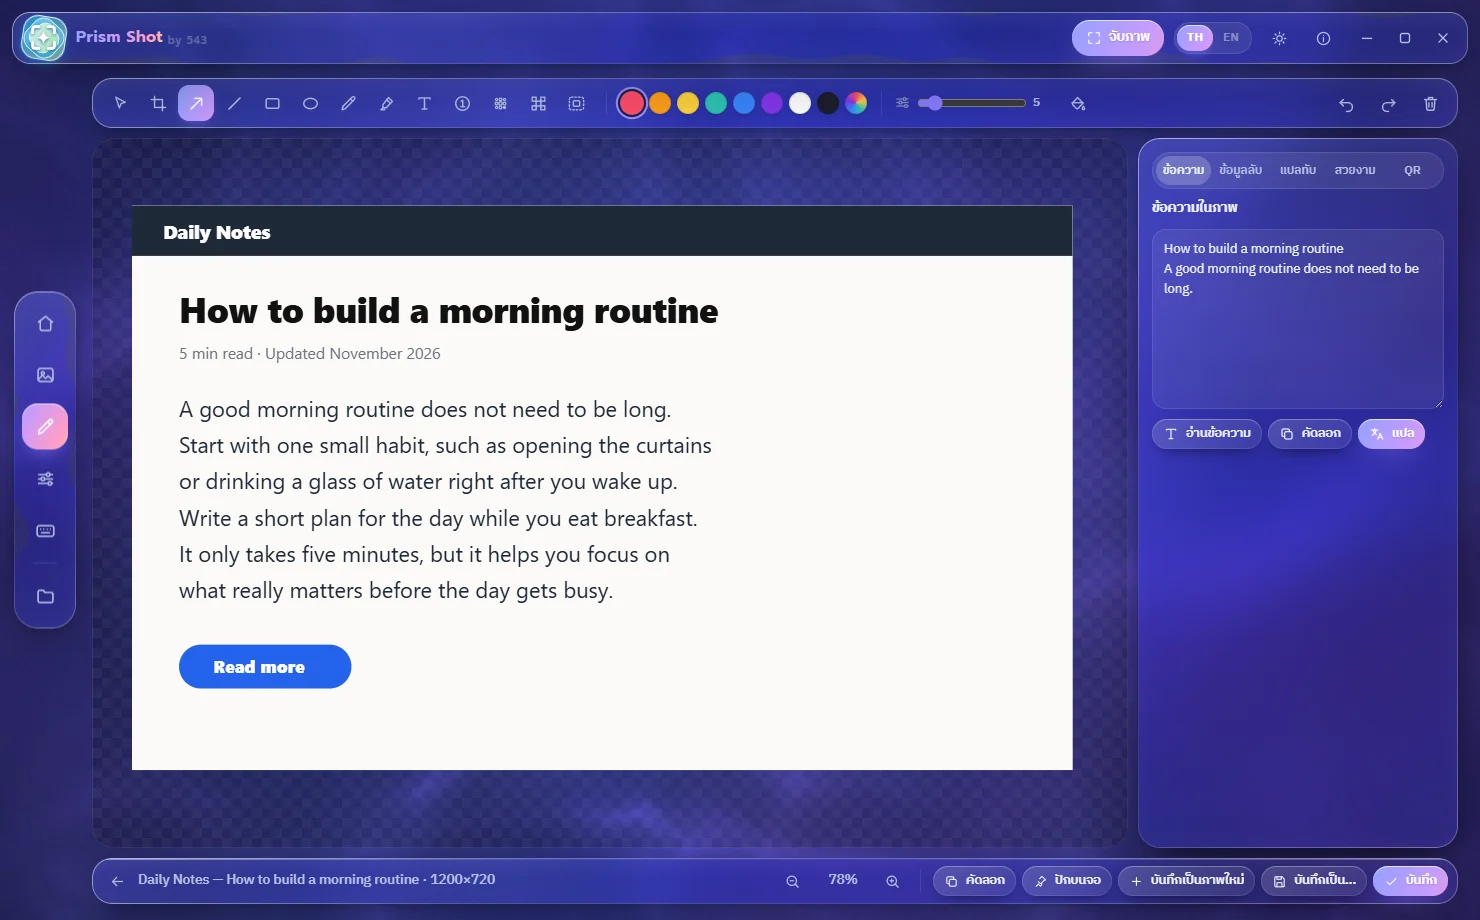 Prism Shot by 543
จับภาพ
TH EN
5
Daily Notes
How to build a morning routine
5 min read · Updated November 2026
A good morning routine does not need to be long.
Start with one small habit, such as opening the curtains
or drinking a glass of water right after you wake up.
Write a short plan for the day while you eat breakfast.
It only takes five minutes, but it helps you focus on
what really matters before the day gets busy.
Read more
ข้อความ ข้อมูลลับ แปลทับ สวยงาม QR
ข้อความในภาพ
How to build a morning routine
A good morning routine does not need to be
long.
อ่านข้อความ คัดลอก แปล
Daily Notes — How to build a morning routine · 1200×720
78%
คัดลอก ปักบนจอ บันทึกเป็นภาพใหม่ บันทึกเป็น... บันทึก